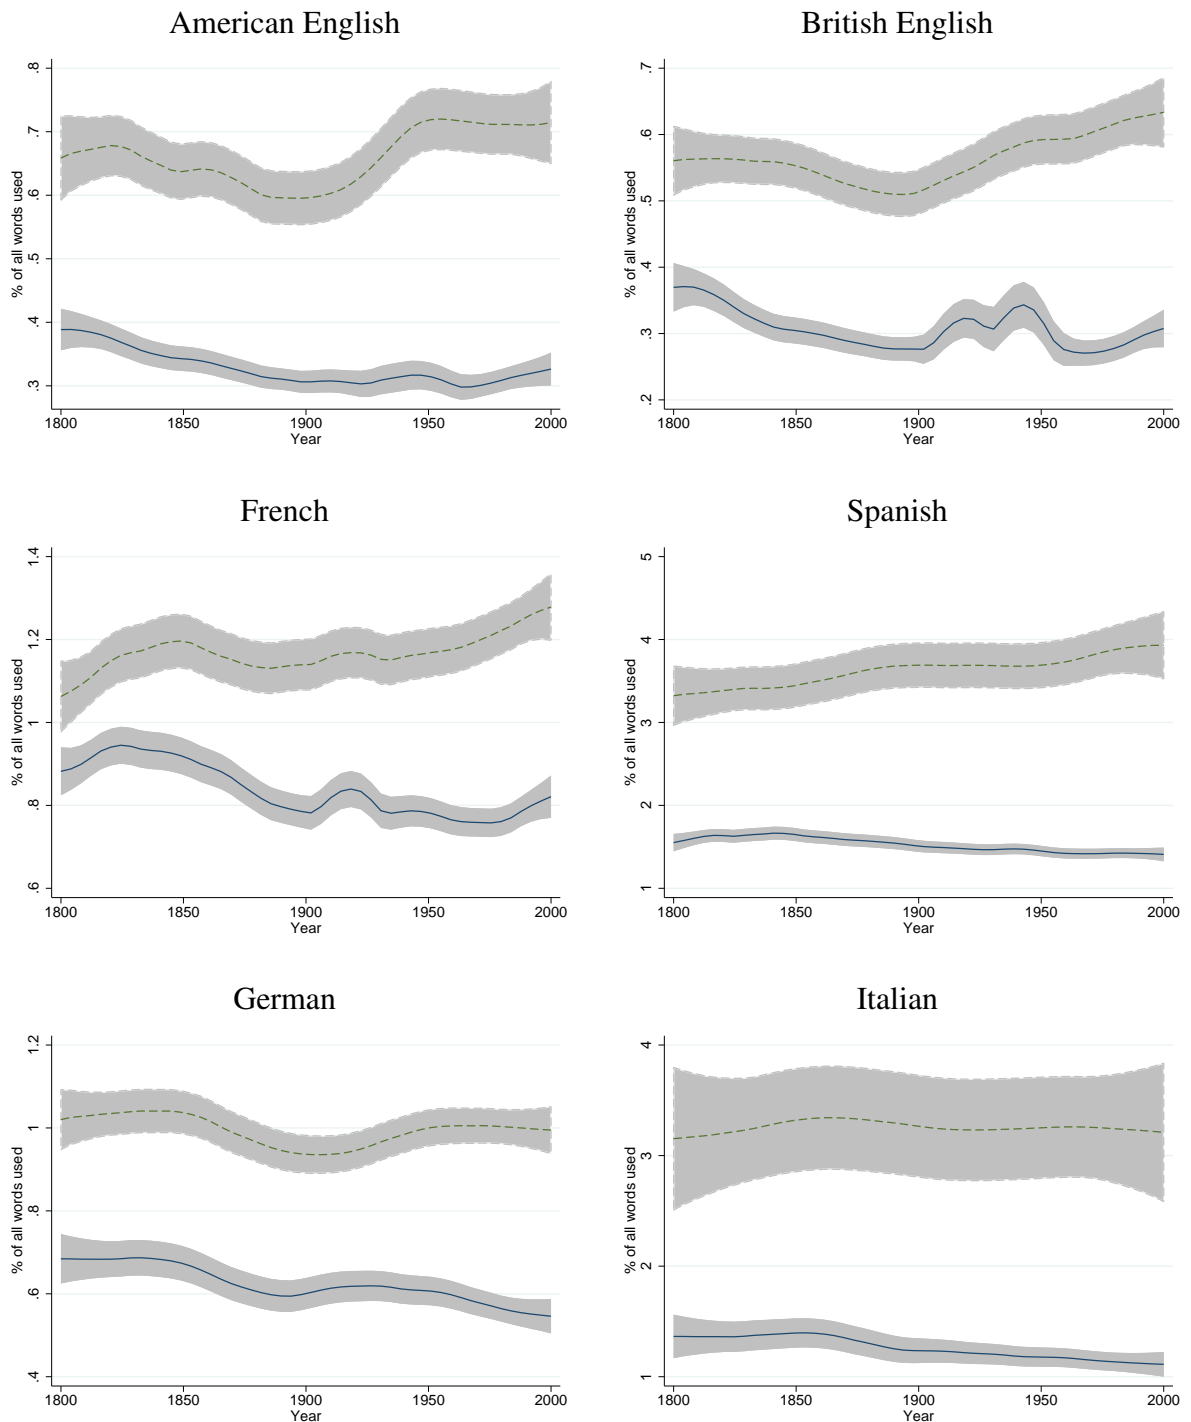 American English
% of all words used
.8
.7
.6
.5
.4
.3
1800 1850 1900 1950 2000
Year
British English
% of all words used
.7
.6
.5
.4
.3
.2
1800 1850 1900 1950 2000
Year
French
% of all words used
1.4
1.2
1
.8
.6
1800 1850 1900 1950 2000
Year
Spanish
% of all words used
5
4
3
2
1
1800 1850 1900 1950 2000
Year
German
% of all words used
1.2
1
.8
.6
.4
1800 1850 1900 1950 2000
Year
Italian
% of all words used
4
3
2
1
1800 1850 1900 1950 2000
Year